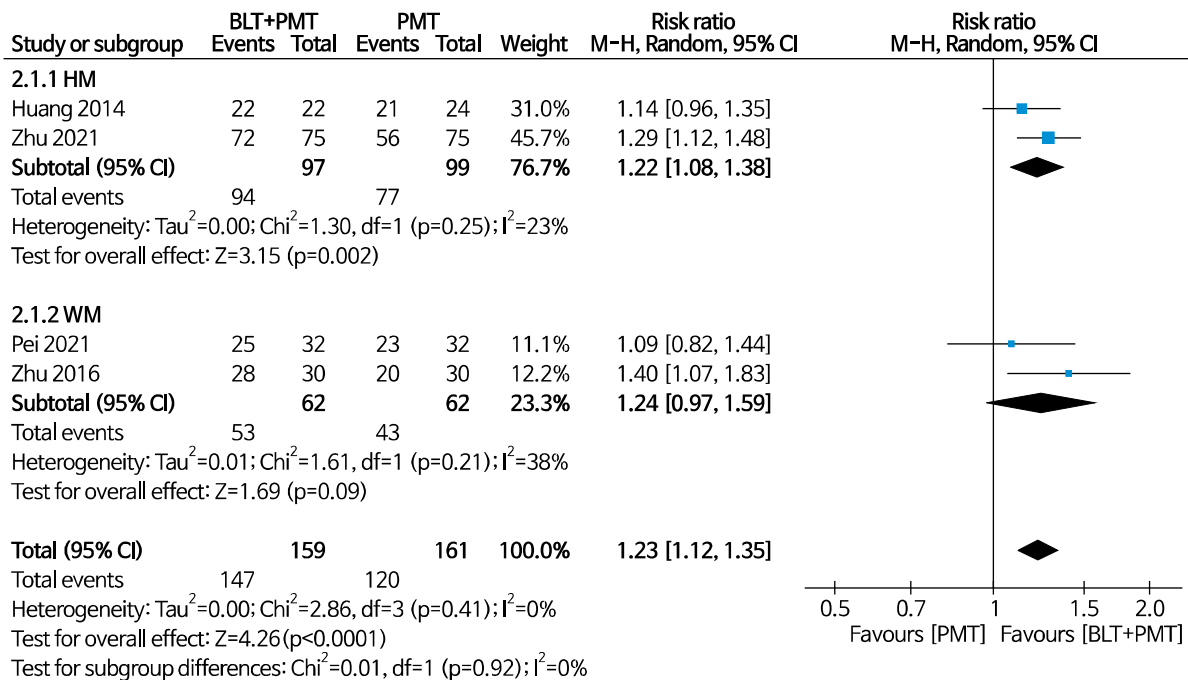 BLT+PMT PMT Risk ratio Risk ratio
Study or subgroup Events Total Events Total Weight M-H, Random, 95% CI M-H, Random, 95% CI
2.1.1 HM
Huang 2014 22 22 21 24 31.0% 1.14 [0.96, 1.35]
Zhu 2021 72 75 56 75 45.7% 1.29 [1.12, 1.48]
Subtotal (95% CI) 97 99 76.7% 1.22 [1.08, 1.38]
Total events 94 77
Heterogeneity: Tau²=0.00; Chi²=1.30, df=1 (p=0.25); I²=23%
Test for overall effect: Z=3.15 (p=0.002)
2.1.2 WM
Pei 2021 25 32 23 32 11.1% 1.09 [0.82, 1.44]
Zhu 2016 28 30 20 30 12.2% 1.40 [1.07, 1.83]
Subtotal (95% CI) 62 62 23.3% 1.24 [0.97, 1.59]
Total events 53 43
Heterogeneity: Tau²=0.01; Chi²=1.61, df=1 (p=0.21); I²=38%
Test for overall effect: Z=1.69 (p=0.09)
Total (95% CI) 159 161 100.0% 1.23 [1.12, 1.35]
Total events 147 120
Heterogeneity: Tau²=0.00; Chi²=2.86, df=3 (p=0.41); I²=0%
Test for overall effect: Z=4.26(p<0.0001)
Test for subgroup differences: Chi²=0.01, df=1 (p=0.92); I²=0%
0.5 0.7 1 1.5 2.0
Favours [PMT] Favours [BLT+PMT]